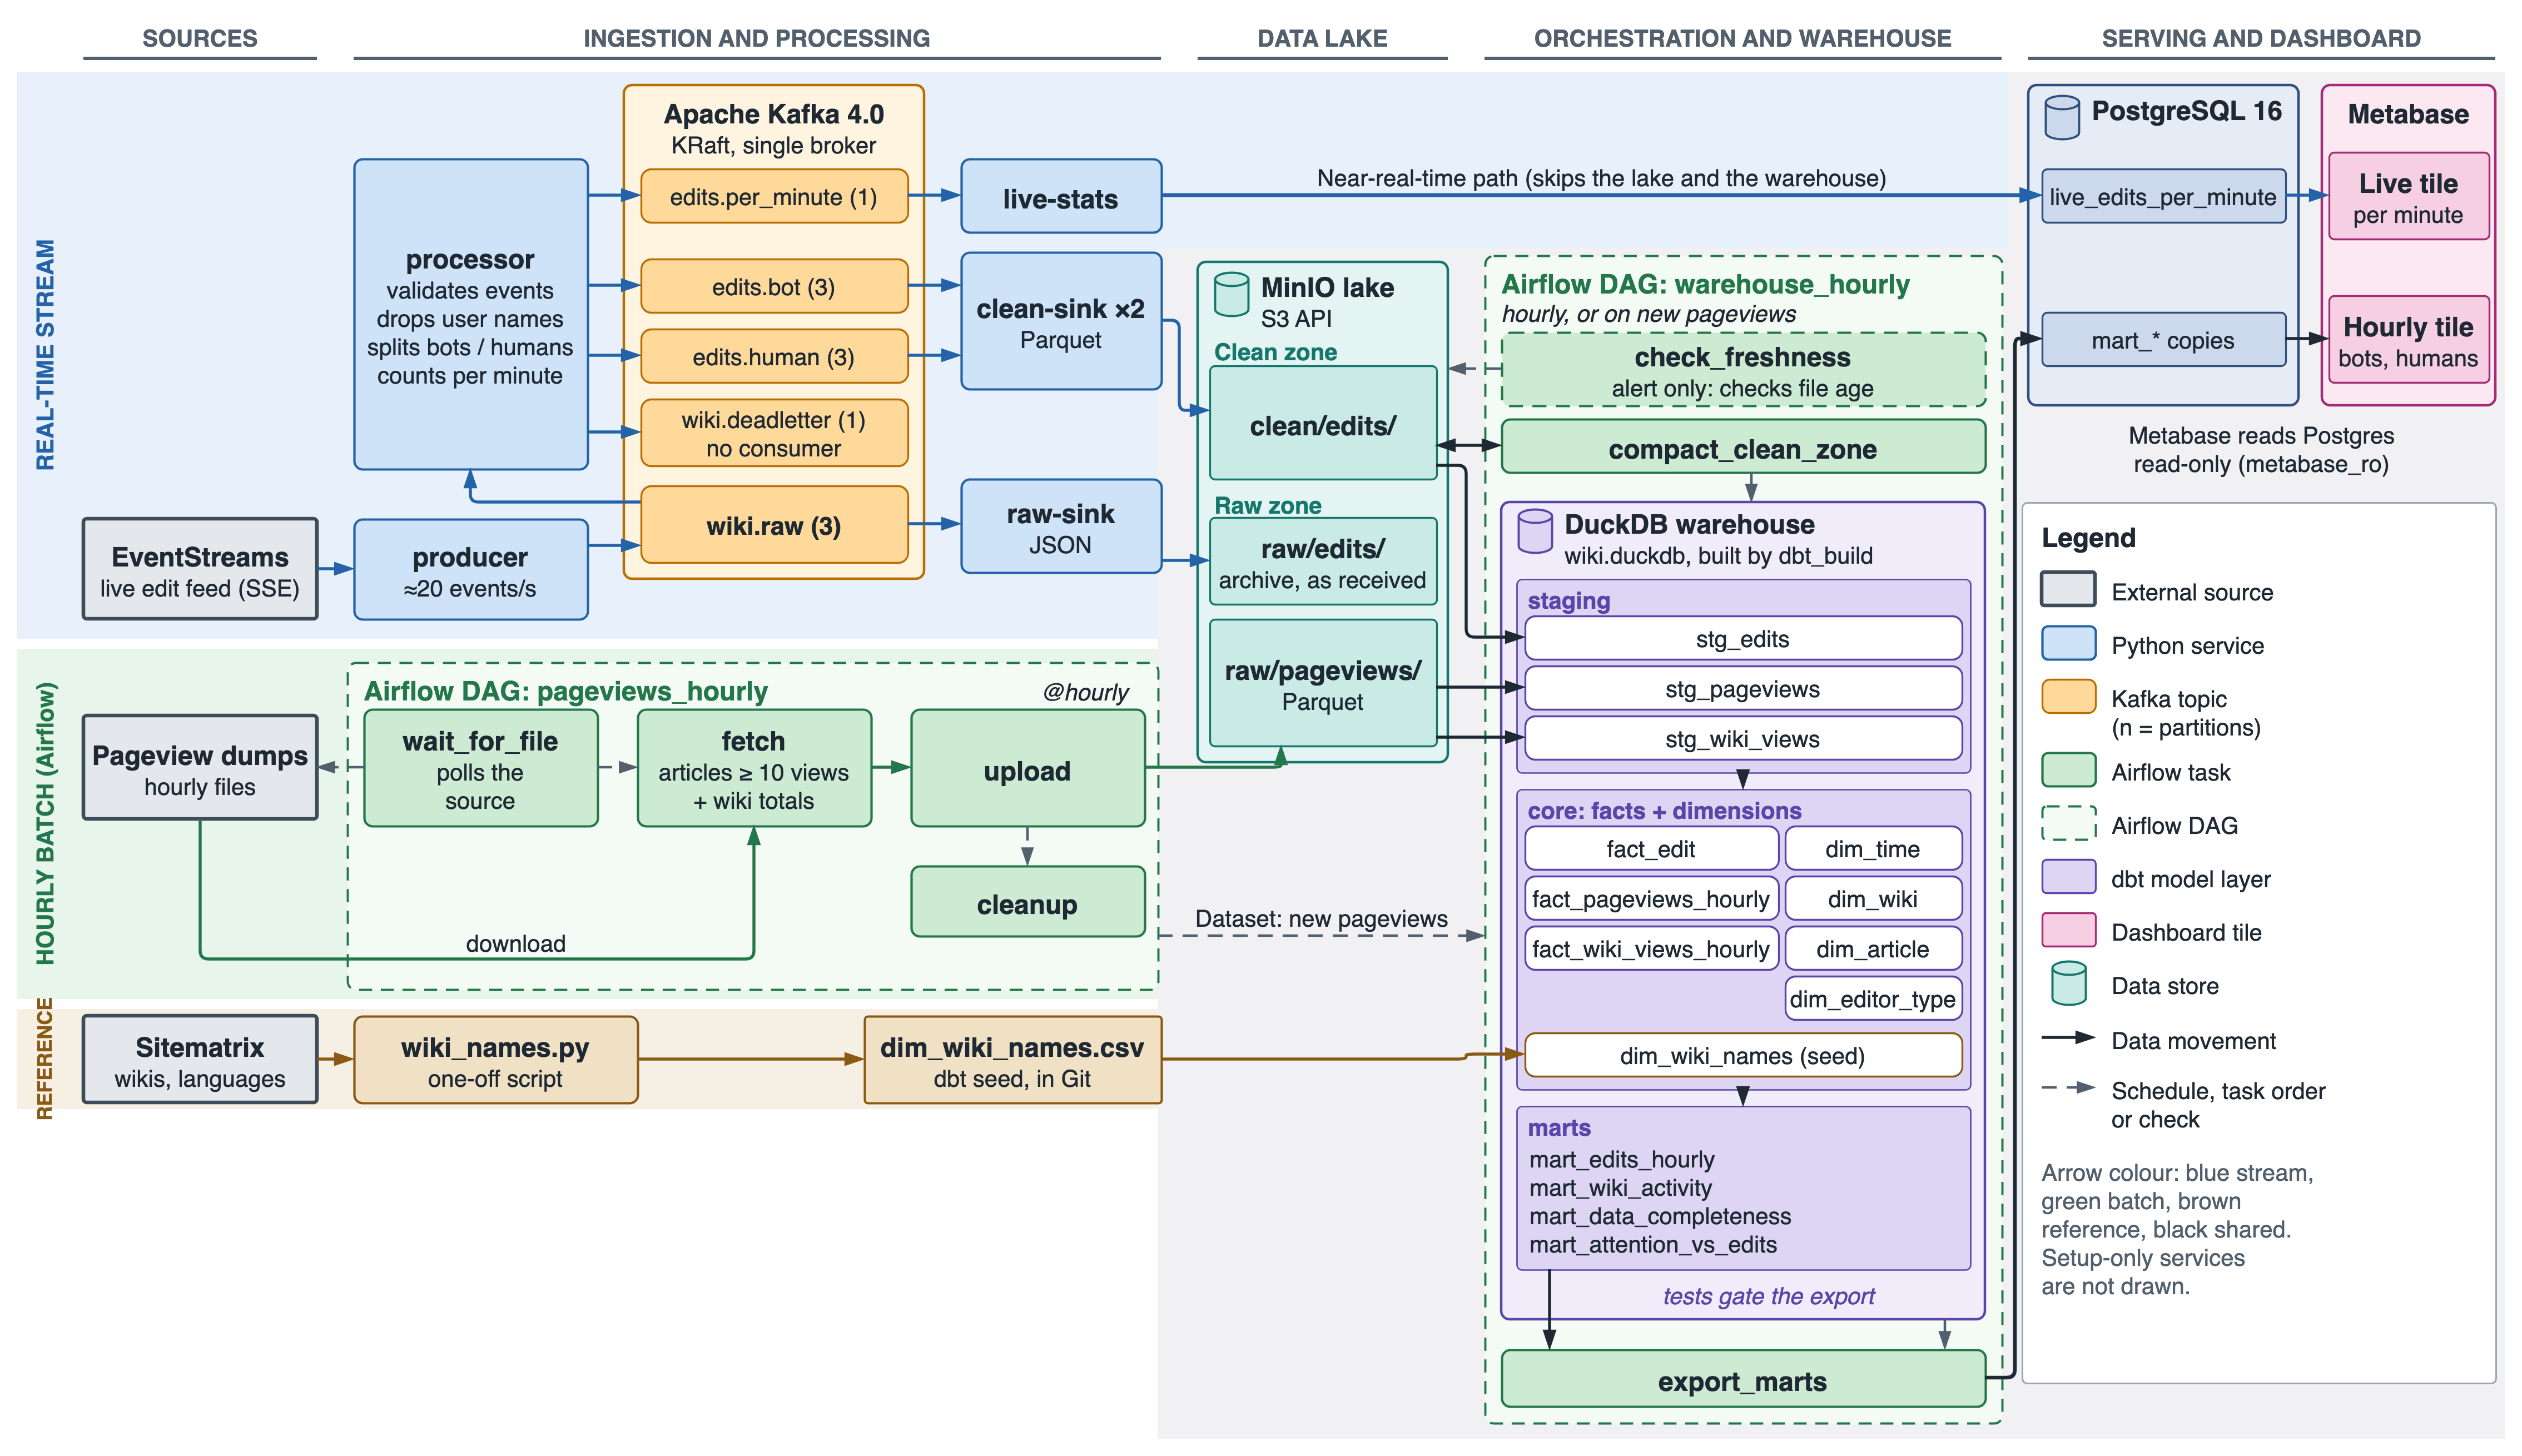 SOURCES
INGESTION AND PROCESSING
DATA LAKE
ORCHESTRATION AND WAREHOUSE
SERVING AND DASHBOARD
REAL-TIME STREAM
EventStreams
live edit feed (SSE)
producer
≈20 events/s
processor
validates events
drops user names
splits bots / humans
counts per minute
Apache Kafka 4.0
KRaft, single broker
edits.per_minute (1)
edits.bot (3)
edits.human (3)
wiki.deadletter (1)
no consumer
wiki.raw (3)
live-stats
clean-sink ×2
Parquet
raw-sink
JSON
Near-real-time path (skips the lake and the warehouse)
MinIO lake
S3 API
Clean zone
clean/edits/
Raw zone
raw/edits/
archive, as received
raw/pageviews/
Parquet
Airflow DAG: warehouse_hourly
hourly, or on new pageviews
check_freshness
alert only: checks file age
compact_clean_zone
DuckDB warehouse
wiki.duckdb, built by dbt_build
staging
stg_edits
stg_pageviews
stg_wiki_views
core: facts + dimensions
fact_edit
dim_time
fact_pageviews_hourly
dim_wiki
fact_wiki_views_hourly
dim_article
dim_editor_type
dim_wiki_names (seed)
marts
mart_edits_hourly
mart_wiki_activity
mart_data_completeness
mart_attention_vs_edits
tests gate the export
export_marts
PostgreSQL 16
live_edits_per_minute
mart_* copies
Metabase
Live tile
per minute
Hourly tile
bots, humans
Metabase reads Postgres
read-only (metabase_ro)
HOURLY BATCH (Airflow)
Pageview dumps
hourly files
Airflow DAG: pageviews_hourly
@hourly
wait_for_file
polls the
source
fetch
articles ≥ 10 views
+ wiki totals
upload
cleanup
download
Dataset: new pageviews
REFERENCE
Sitematrix
wikis, languages
wiki_names.py
one-off script
dim_wiki_names.csv
dbt seed, in Git
Legend
External source
Python service
Kafka topic
(n = partitions)
Airflow task
Airflow DAG
dbt model layer
Dashboard tile
Data store
Data movement
Schedule, task order
or check
Arrow colour: blue stream,
green batch, brown
reference, black shared.
Setup-only services
are not drawn.